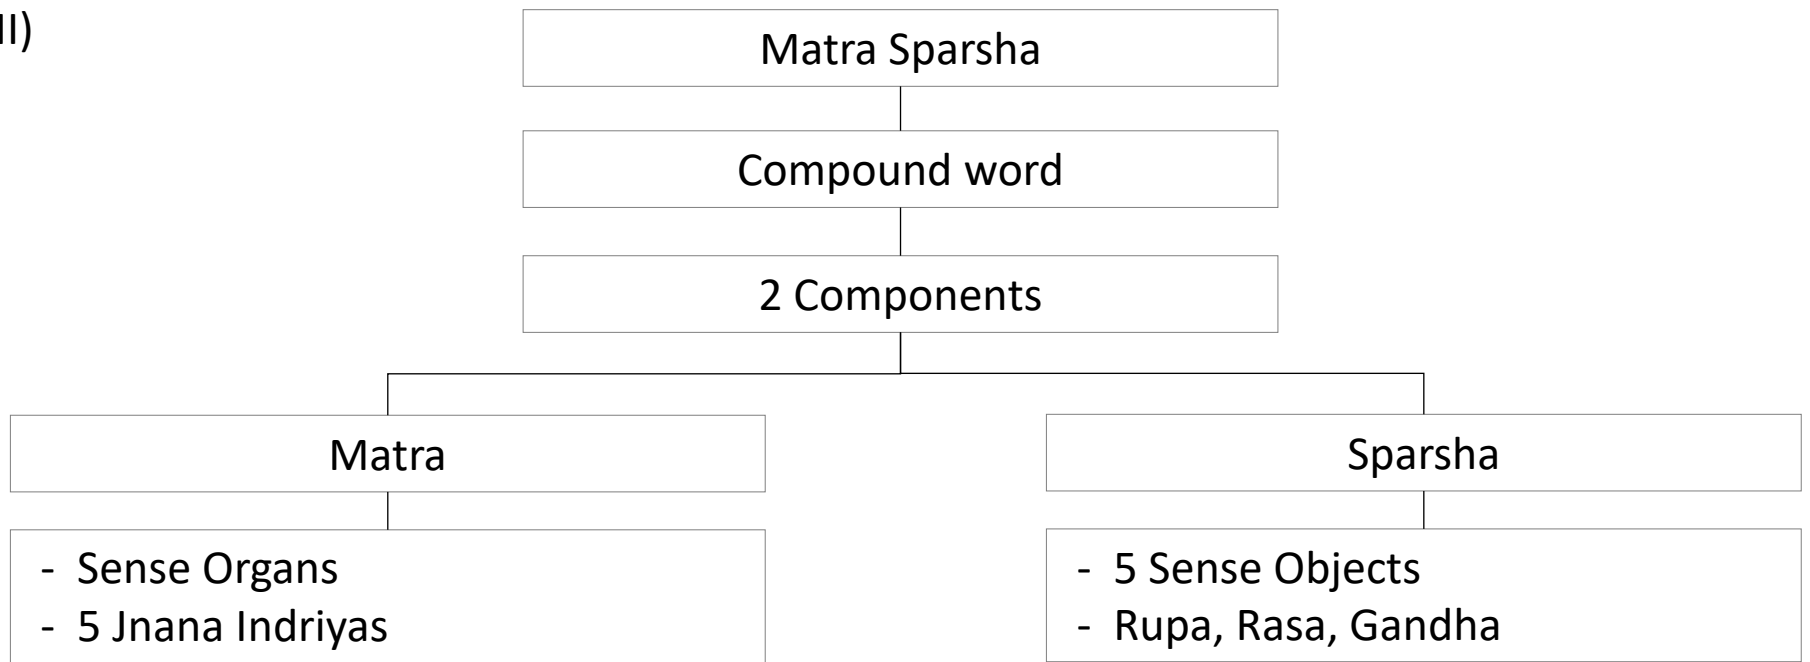 II)
Matra Sparsha
Compound word
2 Components
Matra
Sparsha
- Sense Organs
- 5 Jnana Indriyas
- 5 Sense Objects
- Rupa, Rasa, Gandha